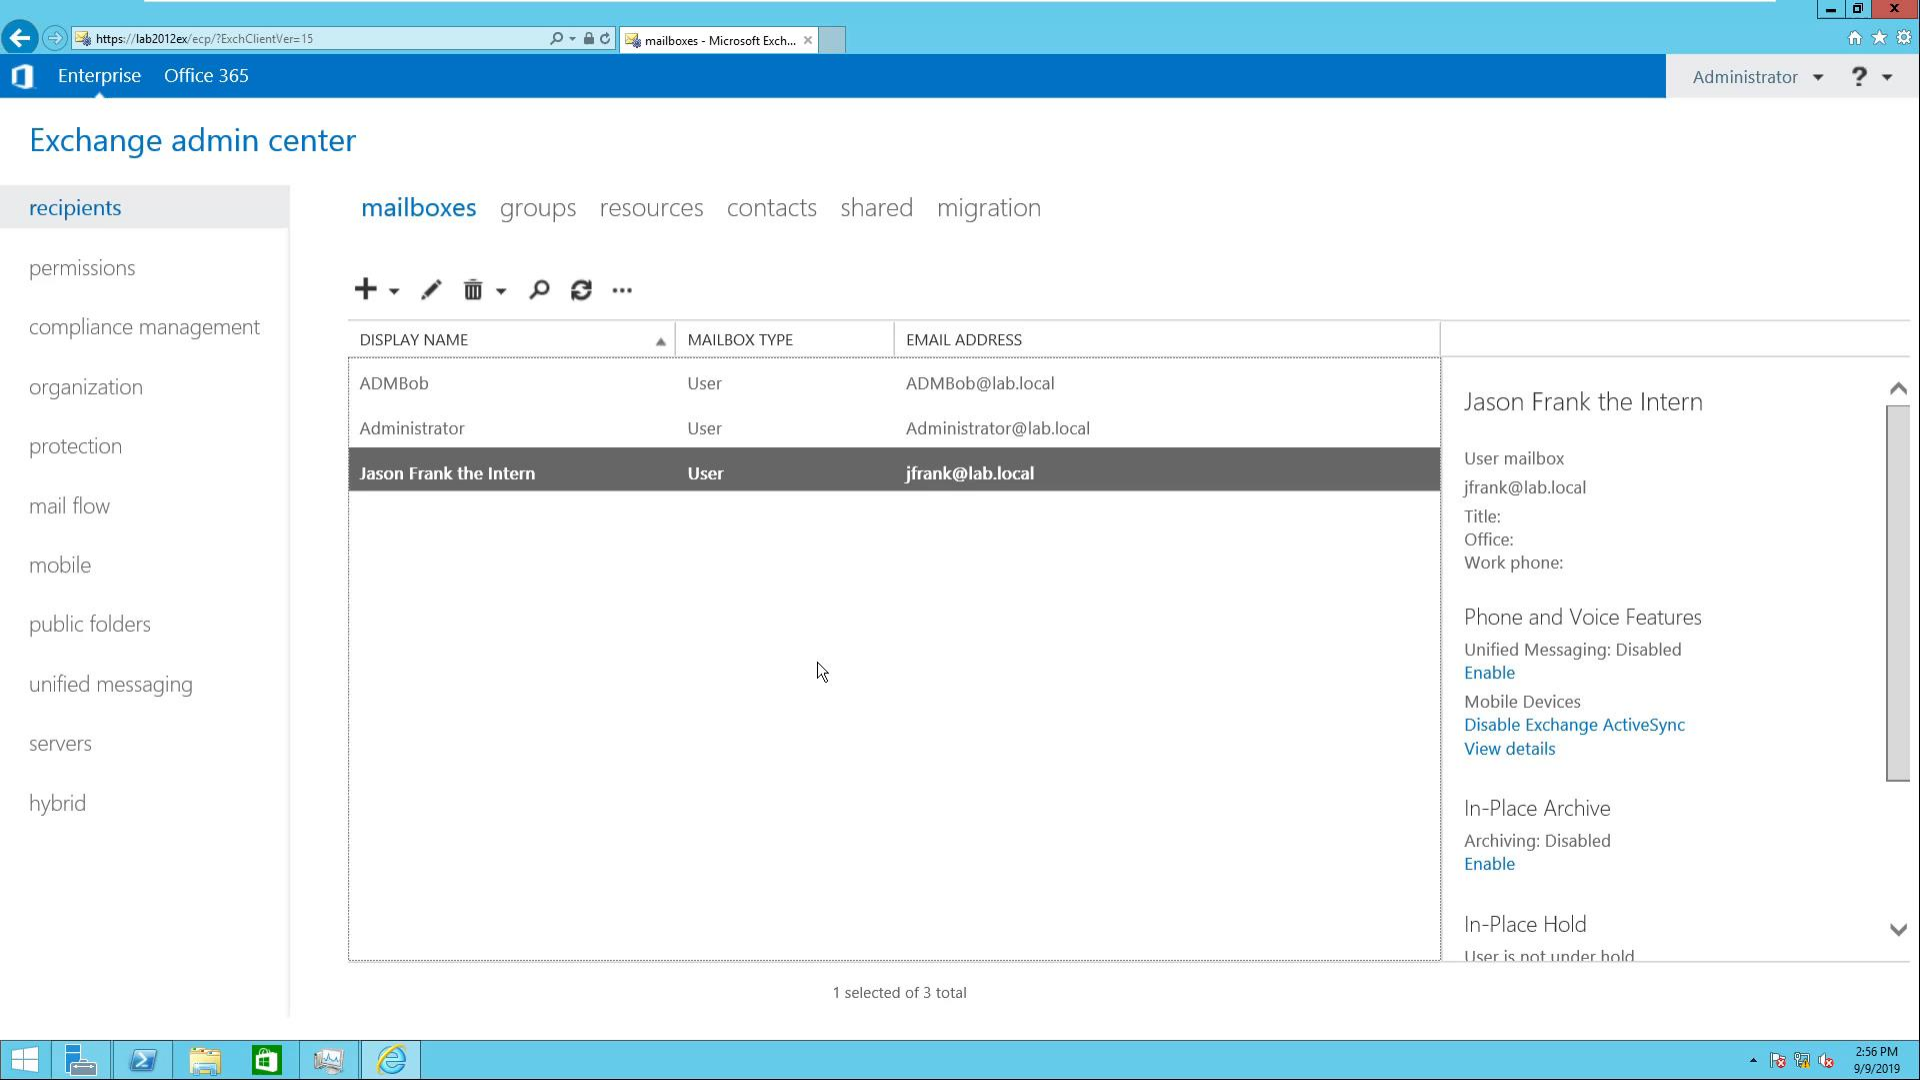 https://lab2012ex/ecp/?ExchClientVer=15
mailboxes - Microsoft Exch...
Enterprise
Office 365
Administrator
?
Exchange admin center
recipients
permissions
compliance management
organization
protection
mail flow
mobile
public folders
unified messaging
servers
hybrid
mailboxes groups resources contacts shared migration
DISPLAY NAME MAILBOX TYPE EMAIL ADDRESS
ADMBob User ADMBob@lab.local
Administrator User Administrator@lab.local
Jason Frank the Intern User jfrank@lab.local
1 selected of 3 total
Jason Frank the Intern
User mailbox
jfrank@lab.local
Title:
Office:
Work phone:
Phone and Voice Features
Unified Messaging: Disabled
Enable
Mobile Devices
Disable Exchange ActiveSync
View details
In-Place Archive
Archiving: Disabled
Enable
In-Place Hold
User is not under hold
2:56 PM
9/9/2019